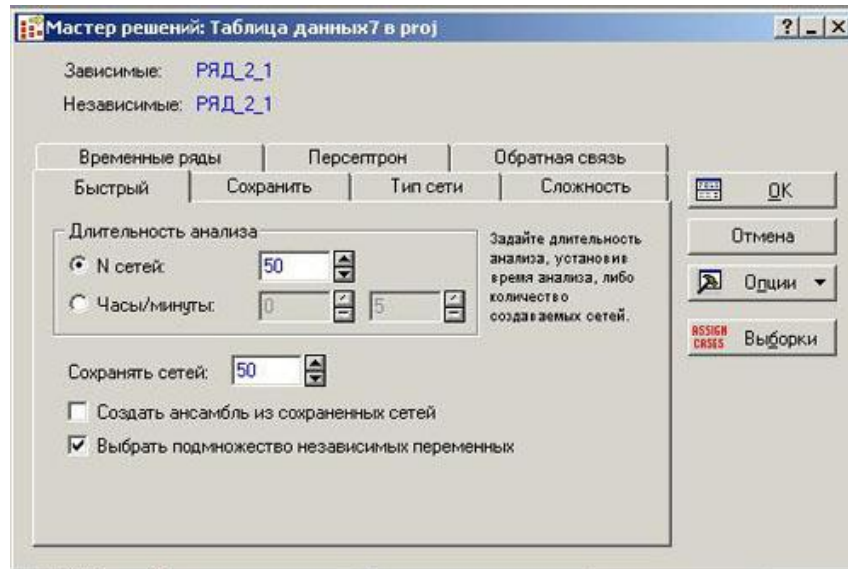 Мастер решений: Таблица данных7 в proj
Зависимые: РЯД_2_1
Независимые: РЯД_2_1
Временные ряды Персептрон Обратная связь
Быстрый Сохранить Тип сети Сложность
Длительность анализа
N сетей: 50
Часы/минуты: 0 5
Задайте длительность
анализа, установив
время анализа, либо
количество
создаваемых сетей.
Сохранять сетей: 50
Создать ансамбль из сохраненных сетей
Выбрать подмножество независимых переменных
OK
Отмена
Опции
ASSIGN
CASES
Выборки